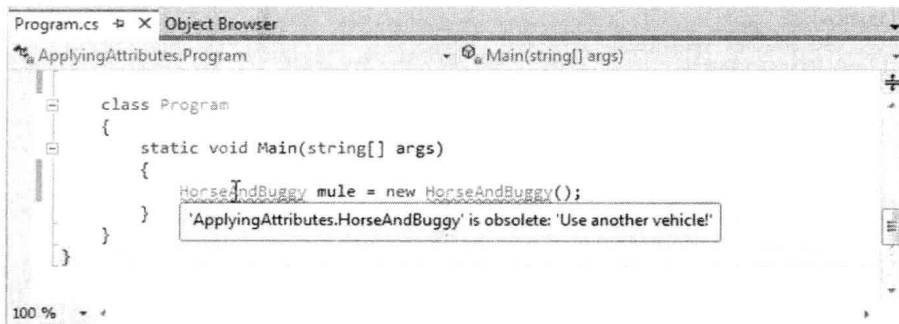 Program.cs Object Browser
ApplyingAttributes.Program Main(string[] args)
class Program
{
static void Main(string[] args)
{
HorseAndBuggy mule = new HorseAndBuggy();
'ApplyingAttributes.HorseAndBuggy' is obsolete: 'Use another vehicle!'
}
}
}
100 %